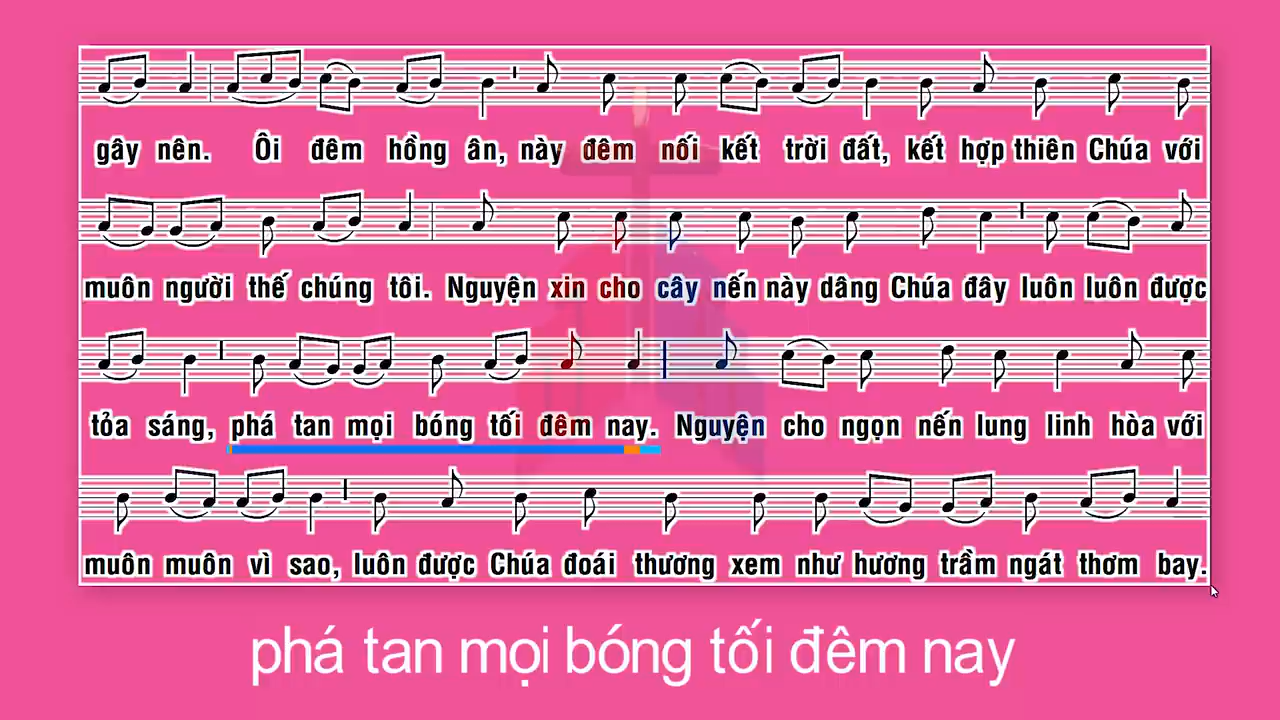 gây nên. Ôi đêm hồng ân, này đêm nối kết trời đất, kết hợp thiên Chúa với
muôn người thế chúng tôi. Nguyện xin cho cây nến này dâng Chúa đây luôn luôn được
tỏa sáng, phá tan mọi bóng tối đêm nay. Nguyện cho ngọn nến lung linh hòa với
muôn muôn vì sao, luôn được Chúa đoái thương xem như hương trầm ngát thơm bay.
phá tan mọi bóng tối đêm nay